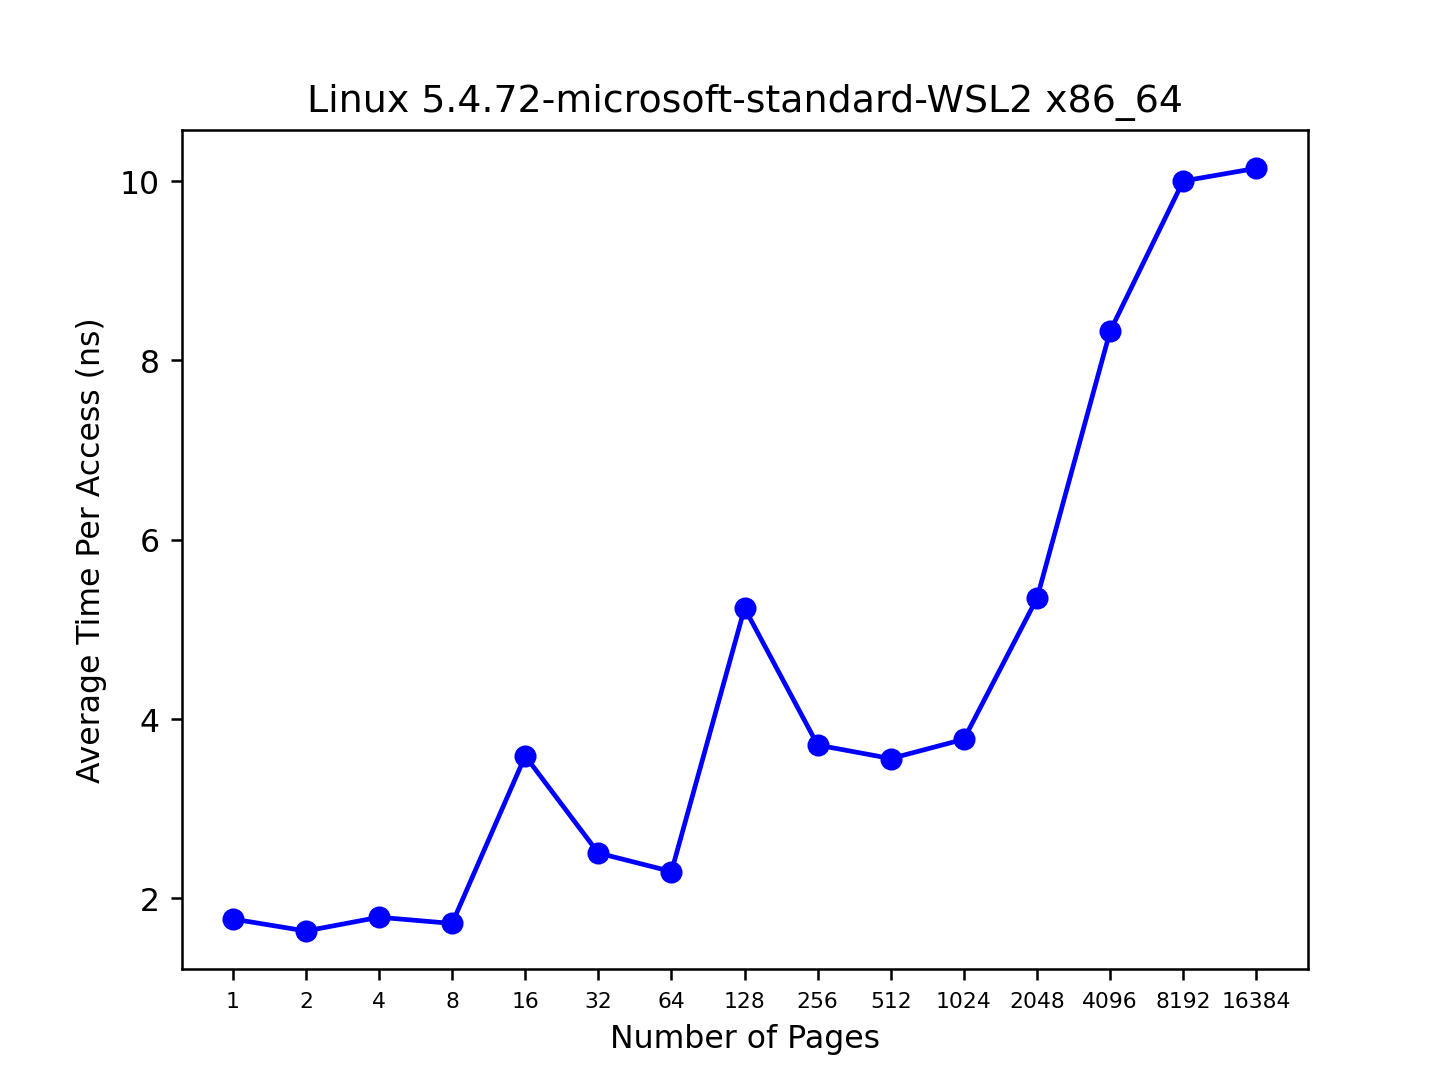 Linux 5.4.72-microsoft-standard-WSL2 x86_64
10
8
6
4
2
Average Time Per Access (ns)
1 2 4 8 16 32 64 128 256 512 1024 2048 4096 8192 16384
Number of Pages